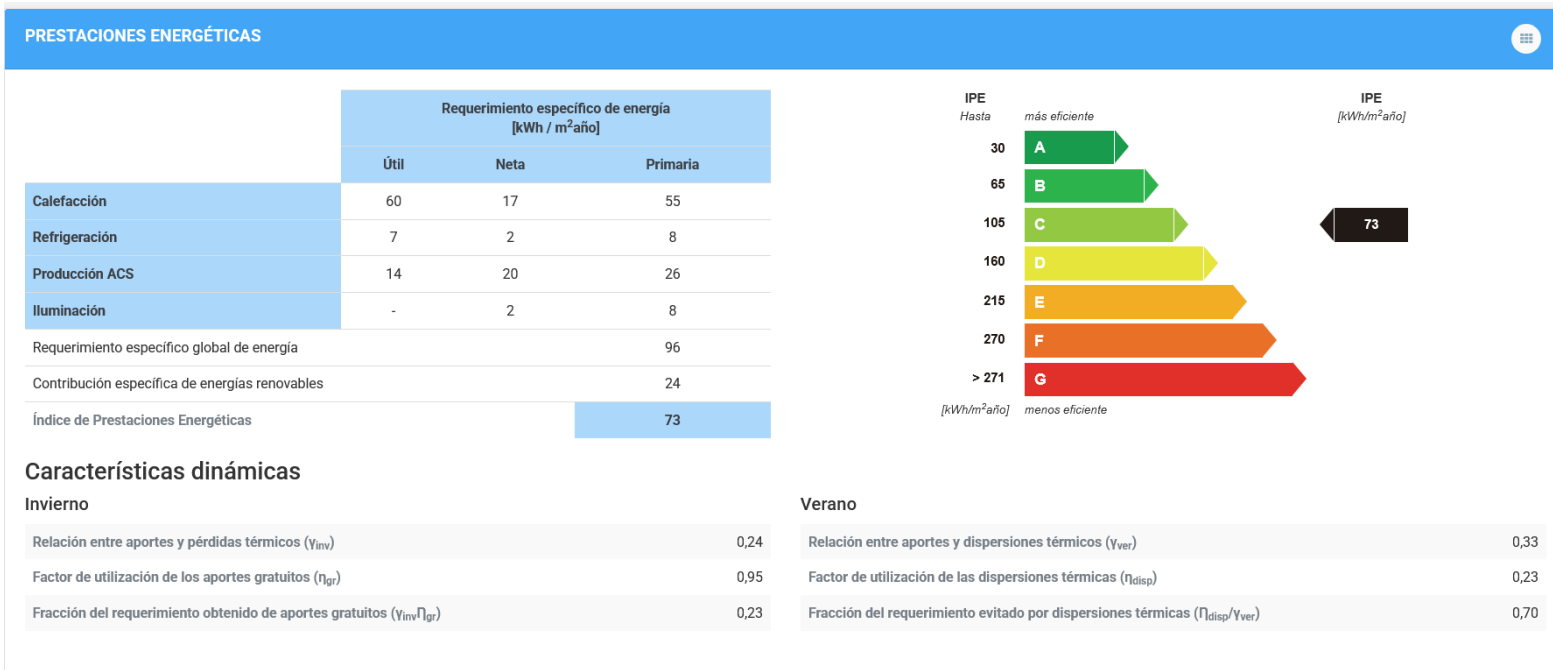 PRESTACIONES ENERGÉTICAS
Requerimiento específico de energía
[kWh / m²año]
Útil Neta Primaria
Calefacción 60 17 55
Refrigeración 7 2 8
Producción ACS 14 20 26
Iluminación - 2 8
Requerimiento específico global de energía 96
Contribución específica de energías renovables 24
Índice de Prestaciones Energéticas 73
IPE IPE
Hasta más eficiente [kWh/m²año]
30 A
65 B
105 C 73
160 D
215 E
270 F
> 271 G
[kWh/m²año] menos eficiente
Características dinámicas
Invierno
Relación entre aportes y pérdidas térmicos (γinv) 0,24
Factor de utilización de los aportes gratuitos (ηgr) 0,95
Fracción del requerimiento obtenido de aportes gratuitos (γinvηgr) 0,23
Verano
Relación entre aportes y dispersiones térmicos (γver) 0,33
Factor de utilización de las dispersiones térmicas (ηdisp) 0,23
Fracción del requerimiento evitado por dispersiones térmicas (ηdisp/γver) 0,70